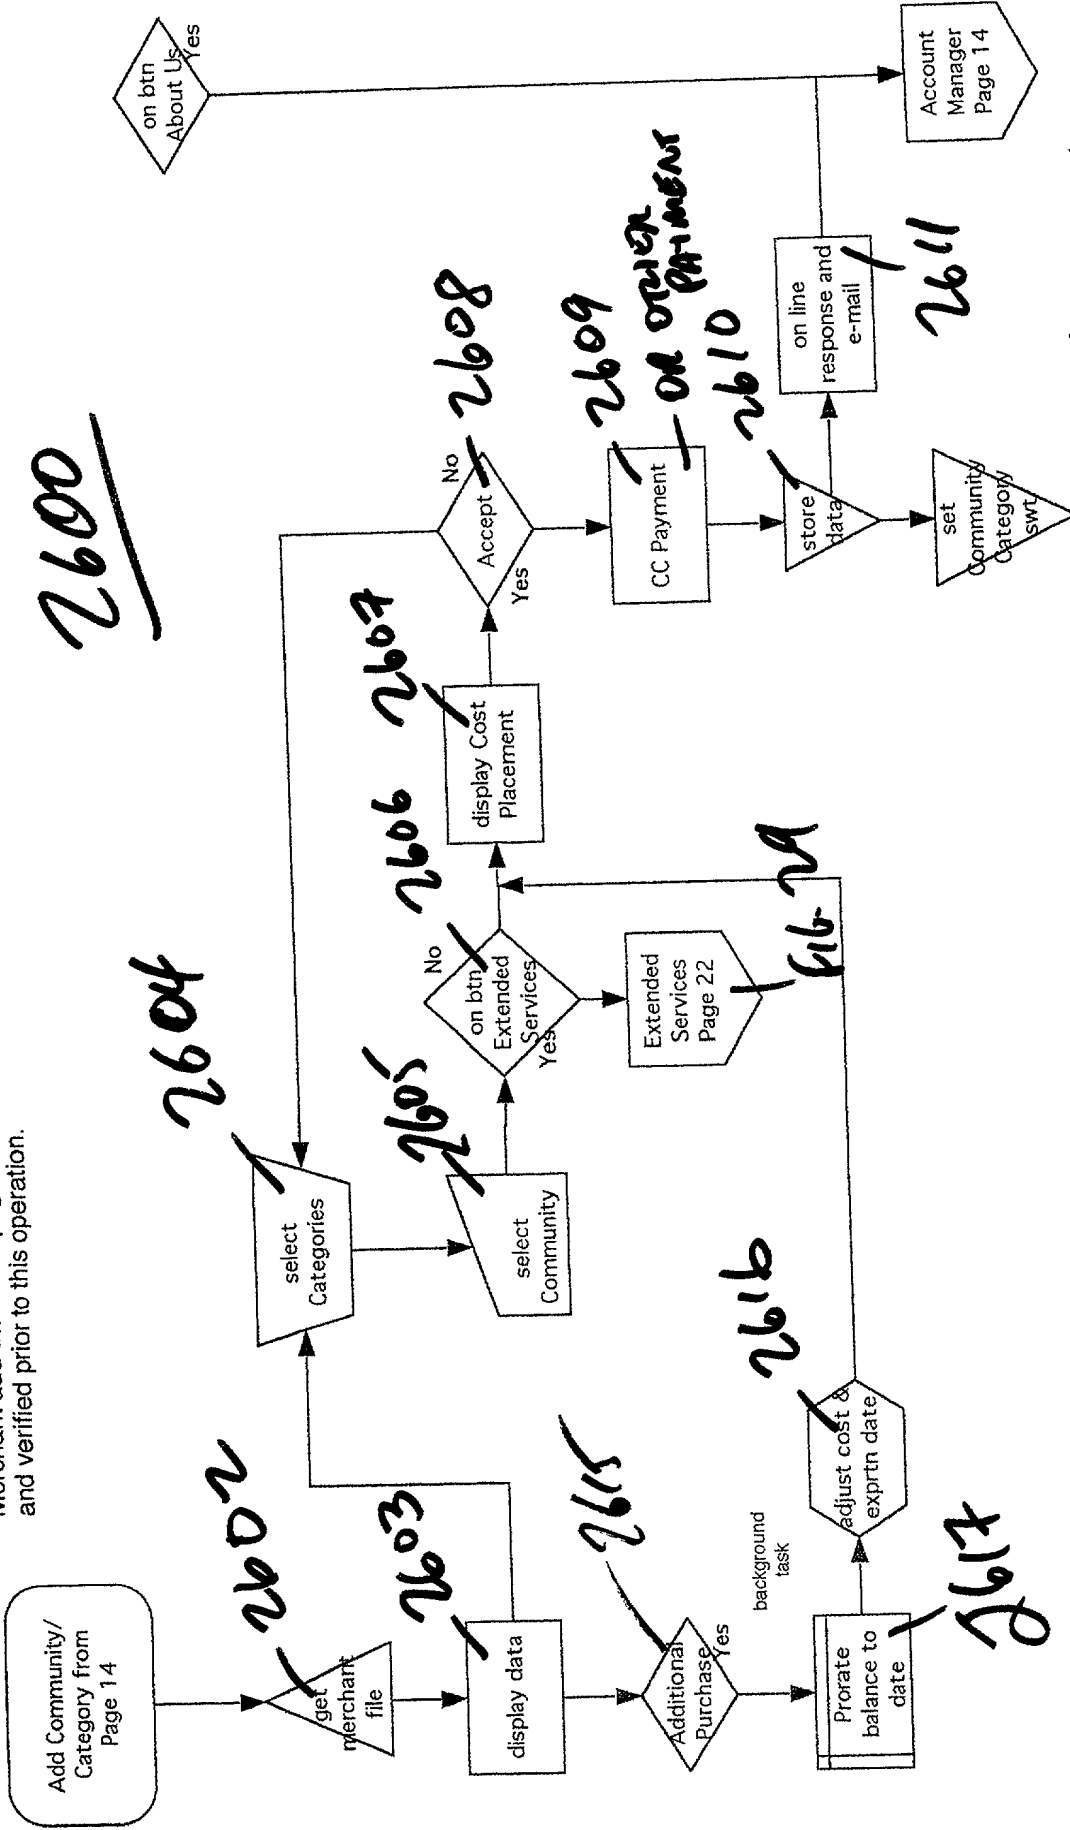 and verified prior to this operation.
2600
Add Community/
Category from
Page 14
2602
get
merchant
file
2603
display data
2615
Additional
Purchase
Yes
background
task
Prorate
balance to
date
2617
adjust cost &
exprtn date
2616
2604
select
Categories
2605
select
Community
2606
on btn
Extended
Services
No
Yes
Extended
Services
Page 22
FIG 29
2607
display Cost
Placement
2608
Accept
No
Yes
2609
CC Payment
OR OTHER
PAYMENT
2610
store
data
set
Community
Category
swt
on line
response and
e-mail
2611
on btn
About Us
Yes
Account
Manager
Page 14